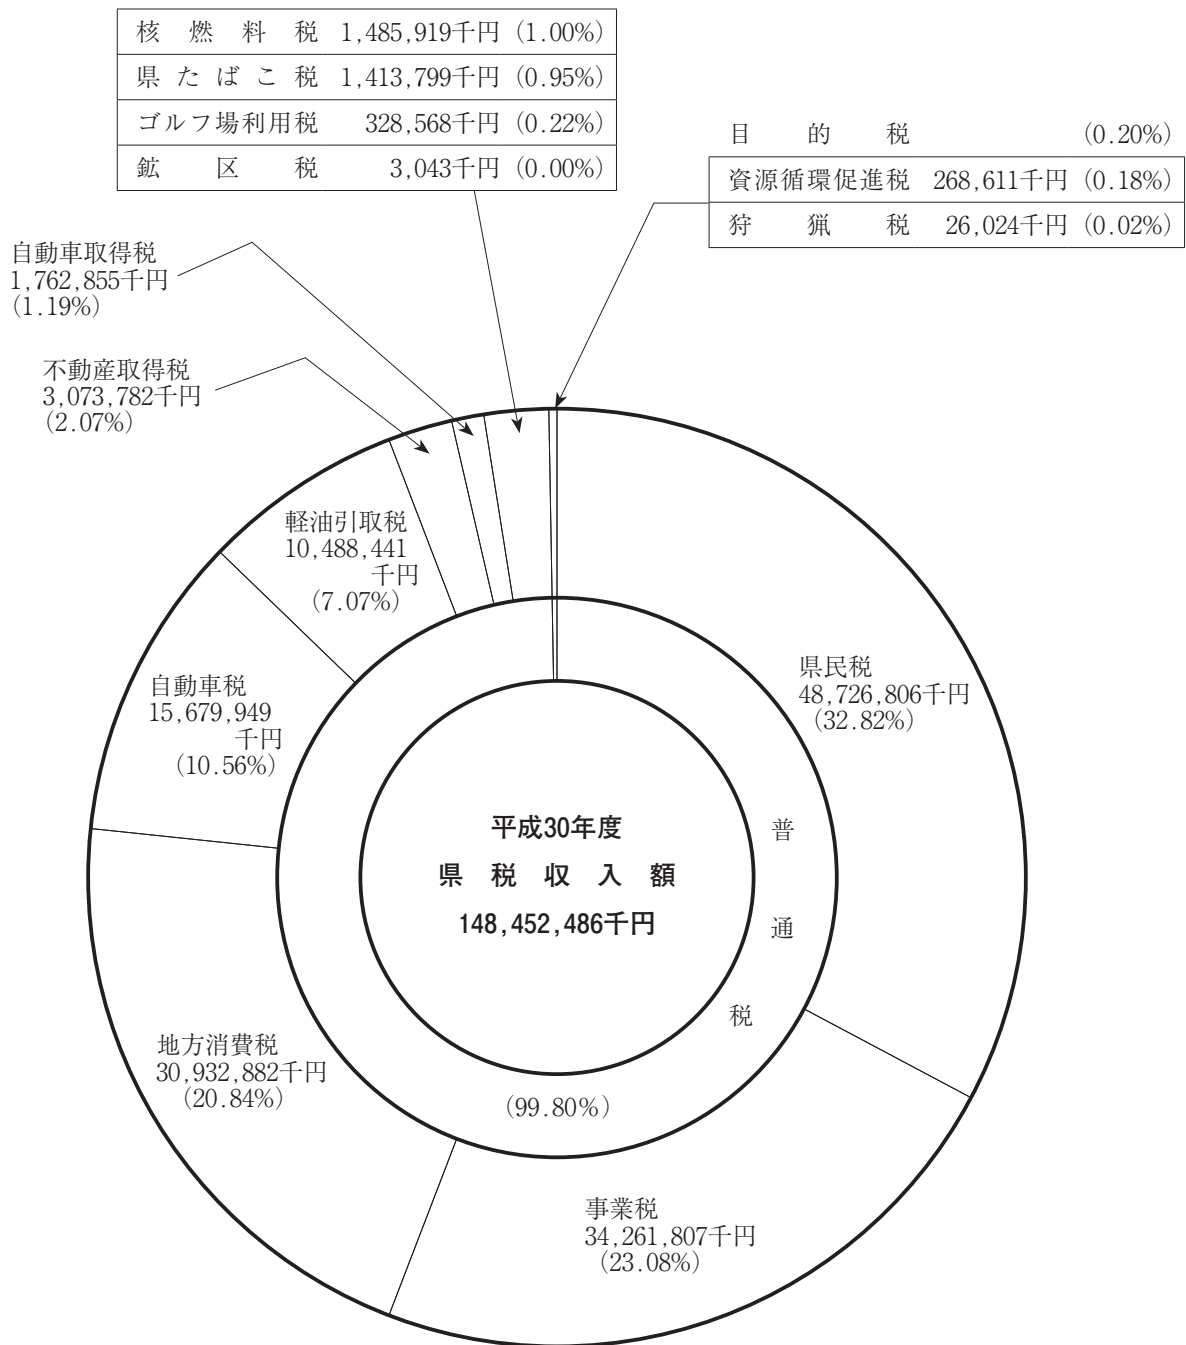 核燃料税 1,485,919千円 (1.00%)
県たばこ税 1,413,799千円 (0.95%)
ゴルフ場利用税 328,568千円 (0.22%)
鉱区税 3,043千円 (0.00%)
目的税 (0.20%)
資源循環促進税 268,611千円 (0.18%)
狩猟税 26,024千円 (0.02%)
自動車取得税
1,762,855千円
(1.19%)
不動産取得税
3,073,782千円
(2.07%)
軽油引取税
10,488,441
千円
(7.07%)
県民税
48,726,806千円
(32.82%)
自動車税
15,679,949
千円
(10.56%)
平成30年度
県税収入額
148,452,486千円
普通税
(99.80%)
地方消費税
30,932,882千円
(20.84%)
事業税
34,261,807千円
(23.08%)